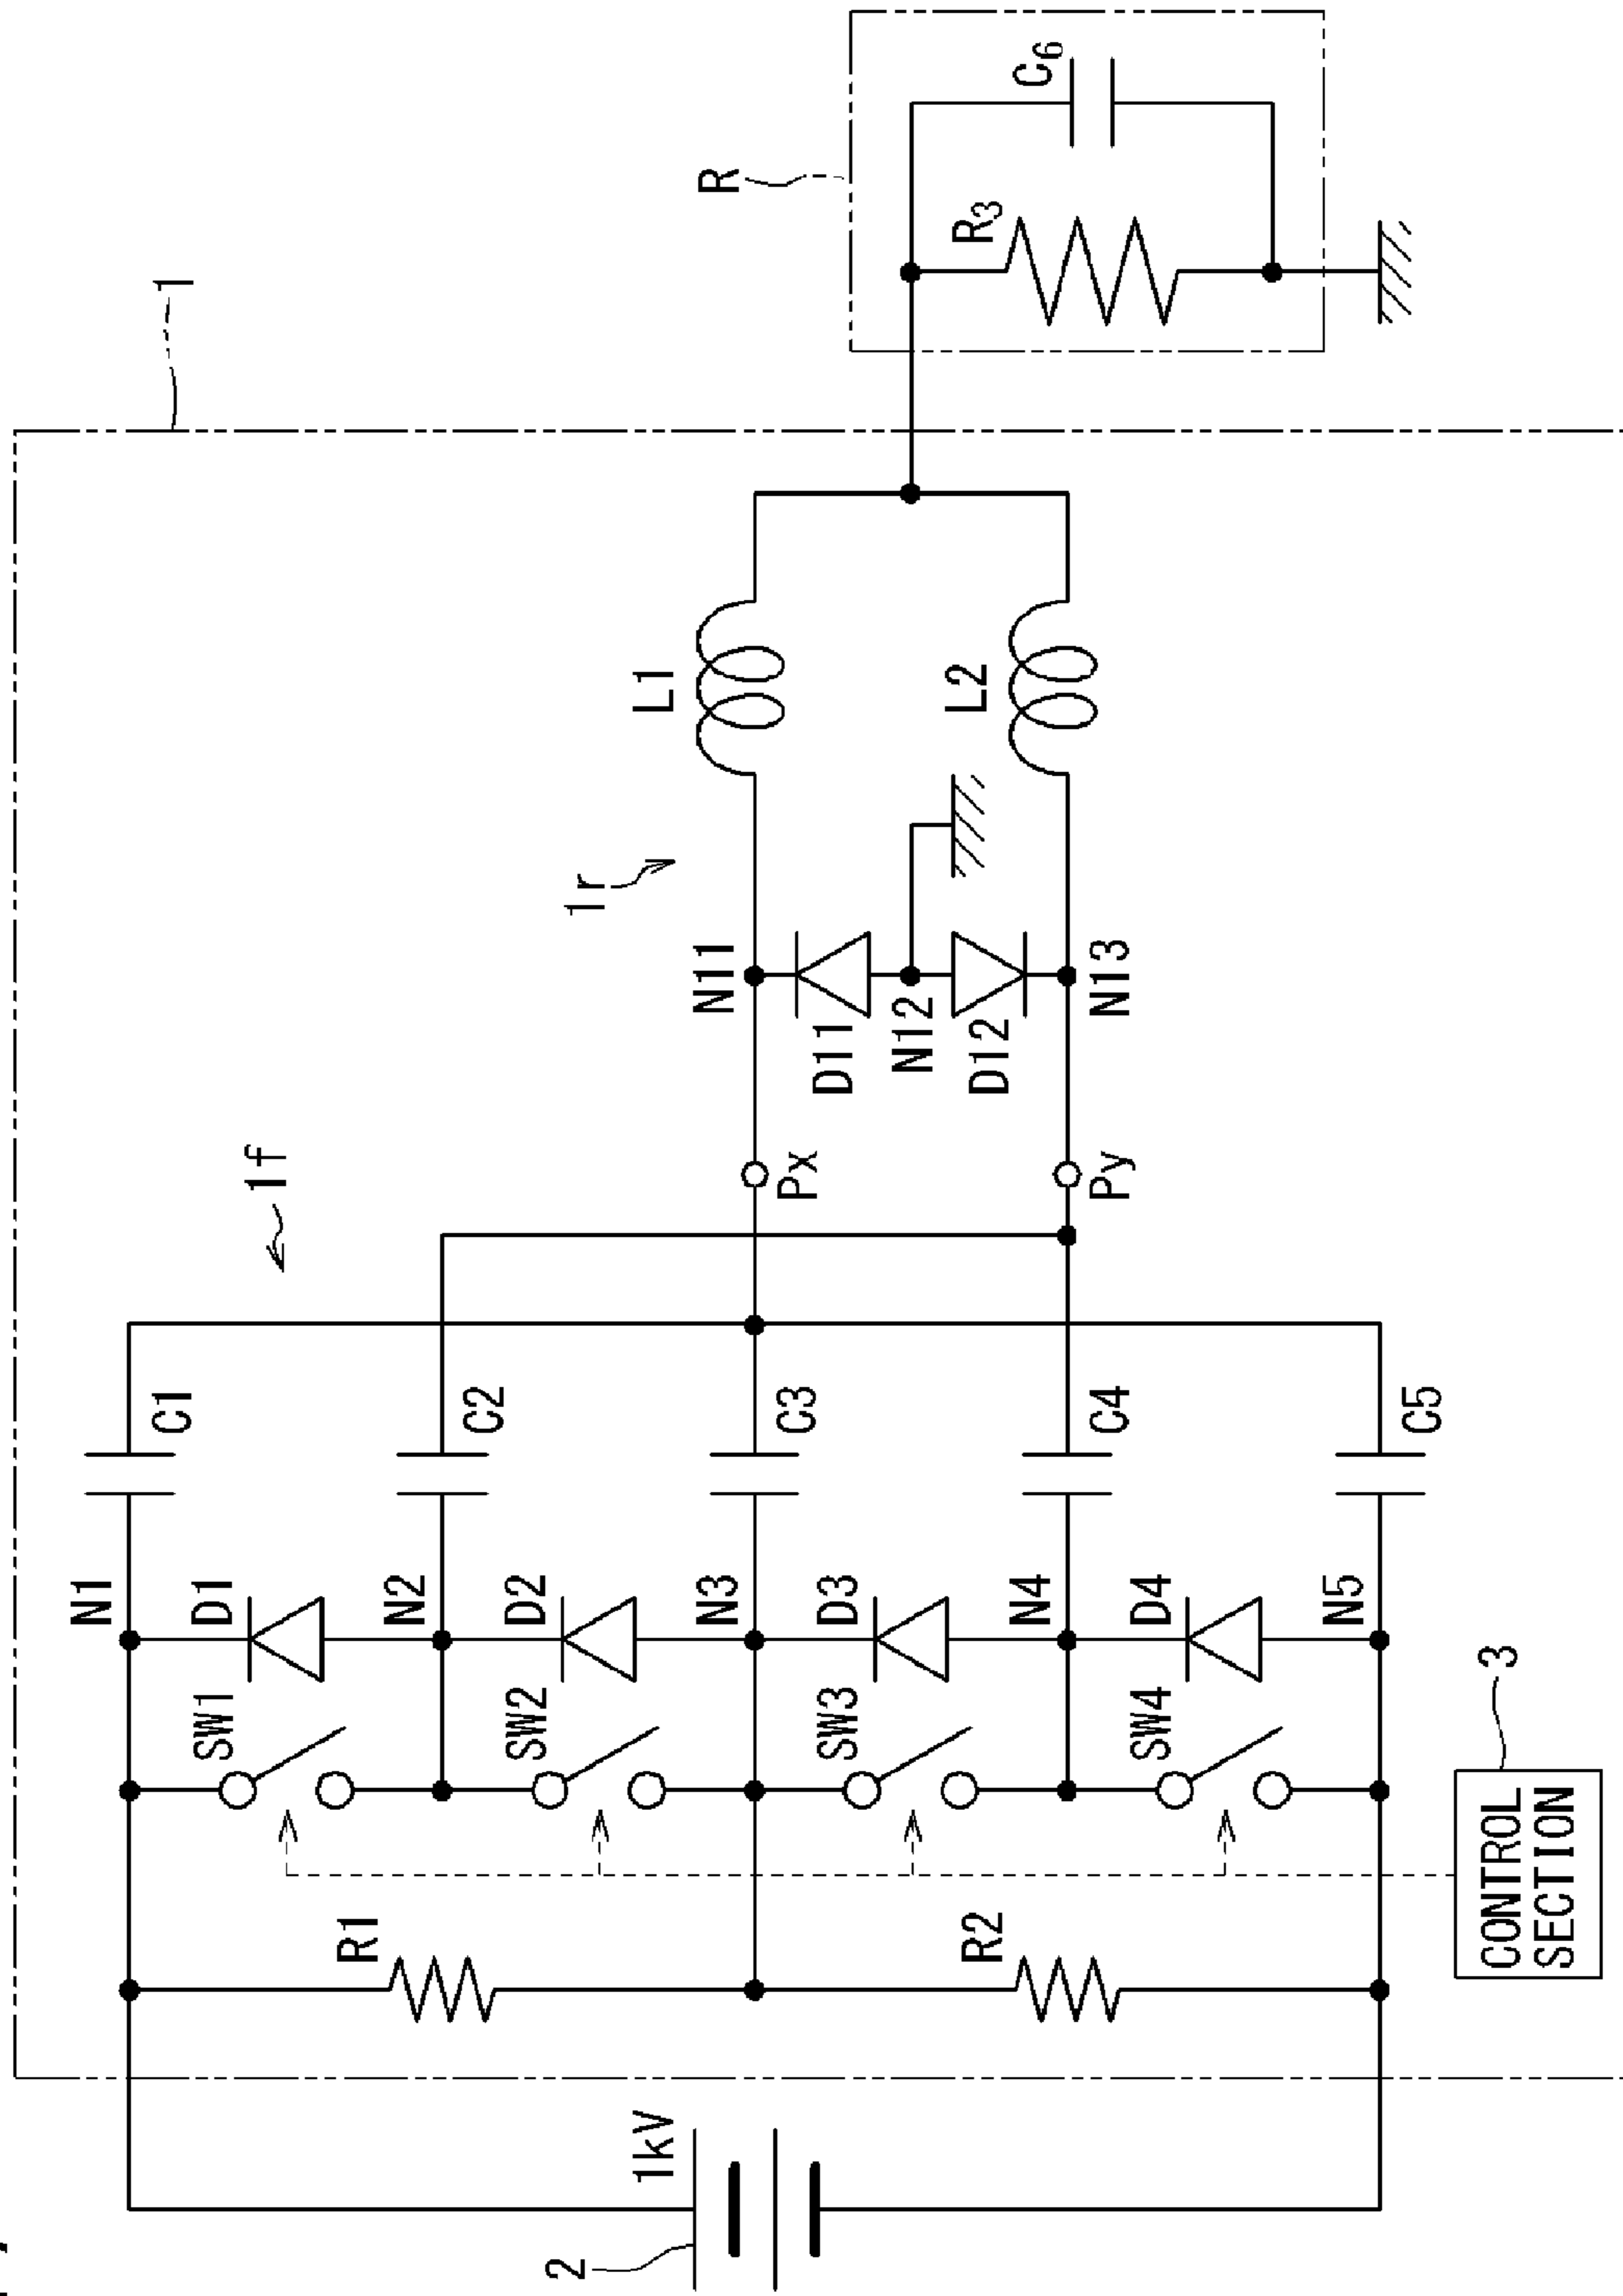 1
R
C6
R3
1f
1r
L1
L2
N11
D11
N12
D12
N13
Px
Py
C1
C2
C3
C4
C5
N1
D1
N2
D2
N3
D3
N4
D4
N5
SW1
SW2
SW3
SW4
R1
R2
1kV
2
3
CONTROL
SECTION